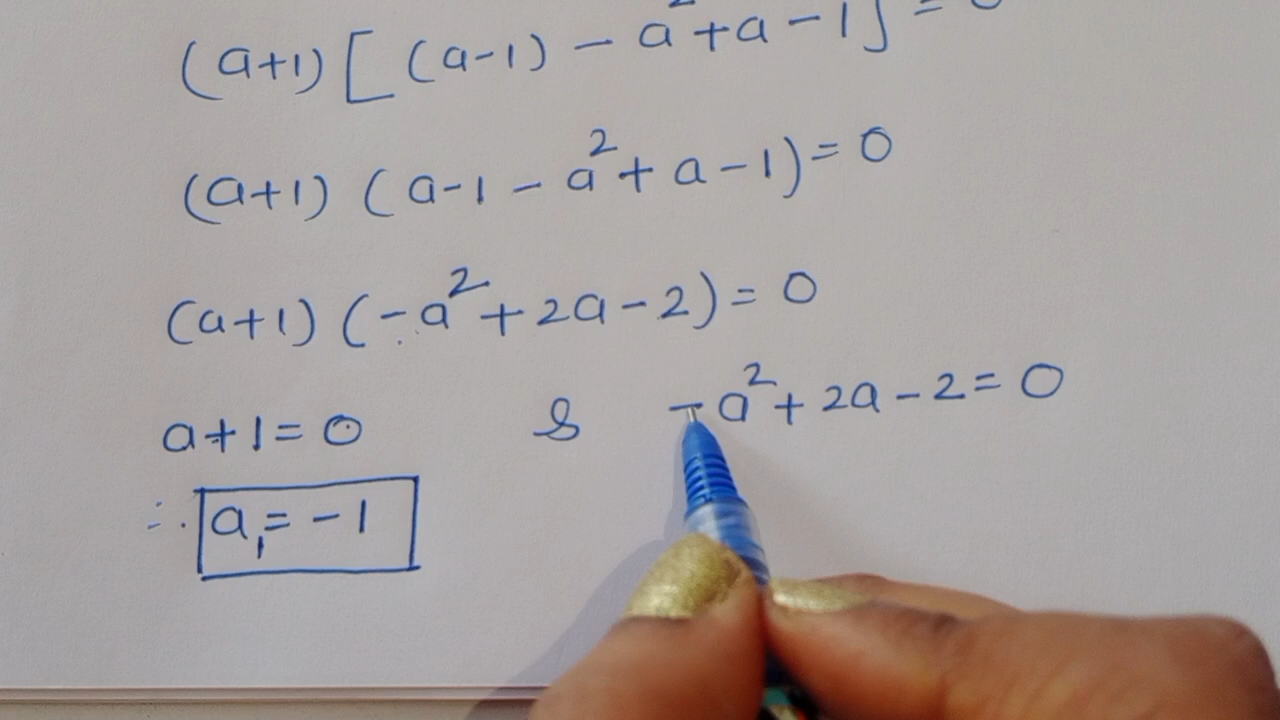 (a+1) [ (a-1) - a² + a - 1 ] = 0
(a+1) ( a-1 - a² + a - 1) = 0
(a+1) (-a² + 2a - 2) = 0
a+1 = 0 & -a² + 2a - 2 = 0
∴ a₁ = -1